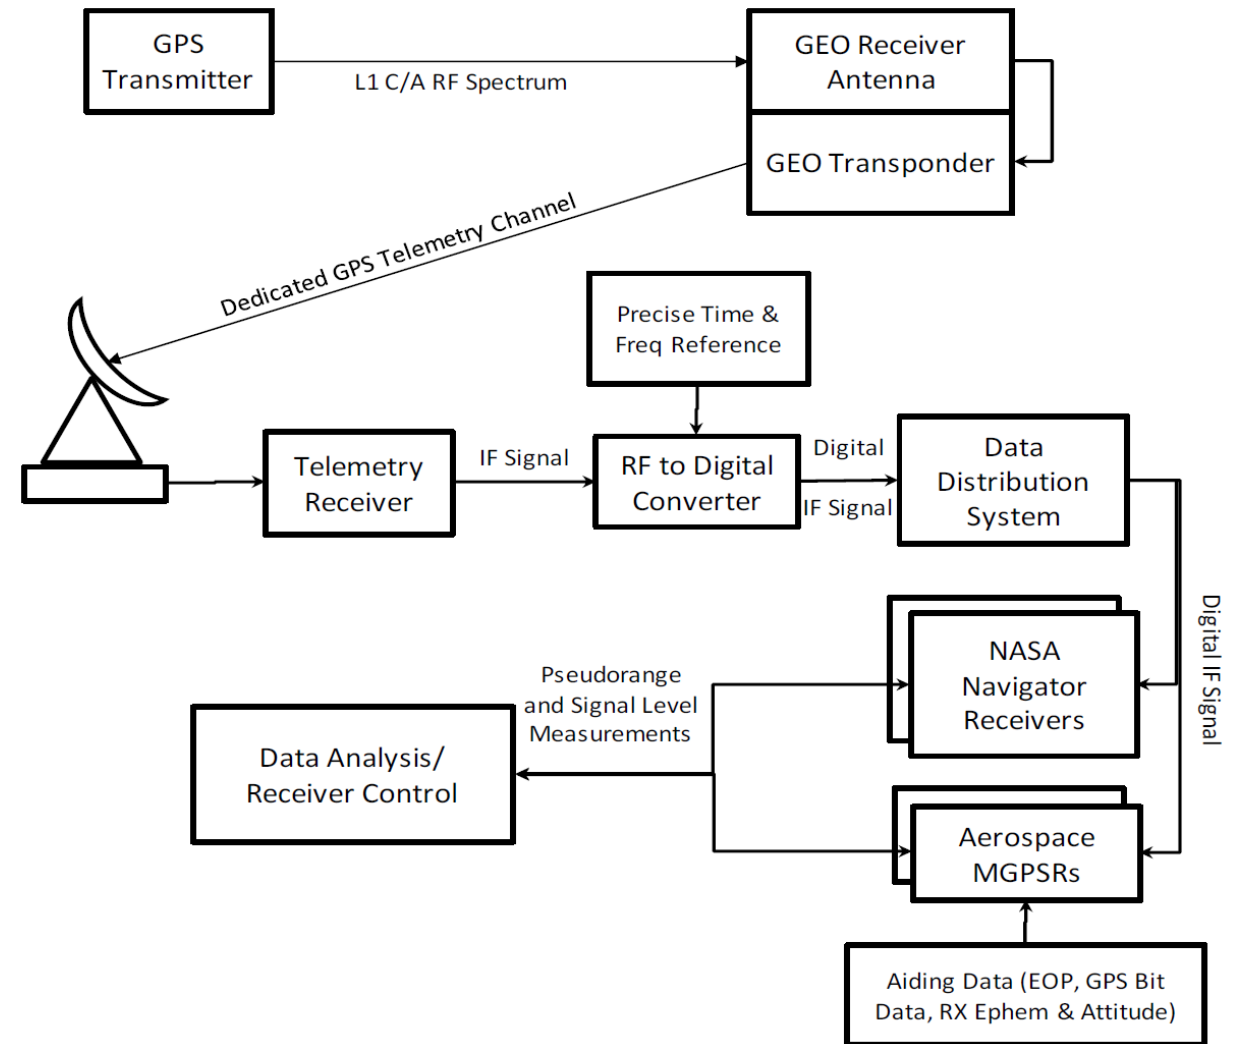 GPS
Transmitter
L1 C/A RF Spectrum
GEO Receiver
Antenna
GEO Transponder
Dedicated GPS Telemetry Channel
Precise Time &
Freq Reference
Telemetry
Receiver
IF Signal
RF to Digital
Converter
Digital
IF Signal
Data
Distribution
System
Digital IF Signal
NASA
Navigator
Receivers
Pseudorange
and Signal Level
Measurements
Data Analysis/
Receiver Control
Aerospace
MGPSRs
Aiding Data (EOP, GPS Bit
Data, RX Ephem & Attitude)